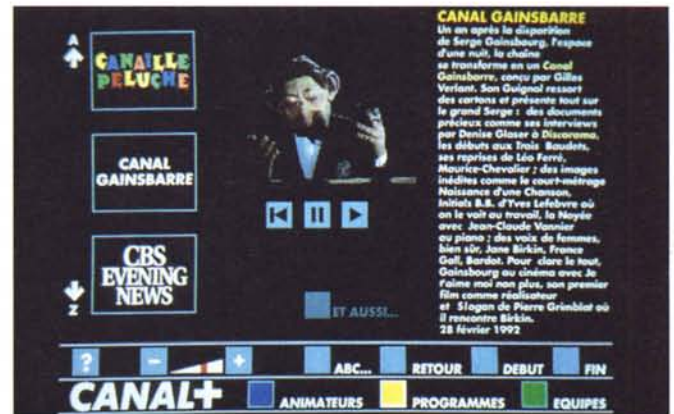 A
CANAILLE
PELUCHE
CANAL
GAINSBARRE
CBS
EVENING
NEWS
Z
ET AUSSI...
CANAL GAINSBARRE
Un an après la disparition
de Serge Gainsbourg, l'espace
d'une nuit, la chaîne
se transforme en un Canal
Gainsbarre, conçu par Gilles
Verlant. Son Guignol ressort
des cartons et présente tout sur
le grand Serge : des documents
précieux comme ses interviews
par Denise Glaser à Discorama,
les débuts aux Trois Baudets,
ses reprises de Léo Ferré,
Maurice-Chevalier ; des images
inédites comme le court-métrage
Naissance d'une Chanson,
Initials B.B. d'Yves Lefebvre où
on le voit au travail, la Noyée
avec Jean-Claude Vannier
au piano ; des voix de femmes,
bien sûr, Jane Birkin, France
Gall, Bardot. Pour clore le tout,
Gainsbourg au cinéma avec Je
t'aime moi non plus, son premier
film comme réalisateur
et Slogan de Pierre Grimblat où
il rencontre Birkin.
28 février 1992
? - +
ABC... RETOUR DEBUT FIN
CANAL+ ANIMATEURS PROGRAMMES EQUIPES